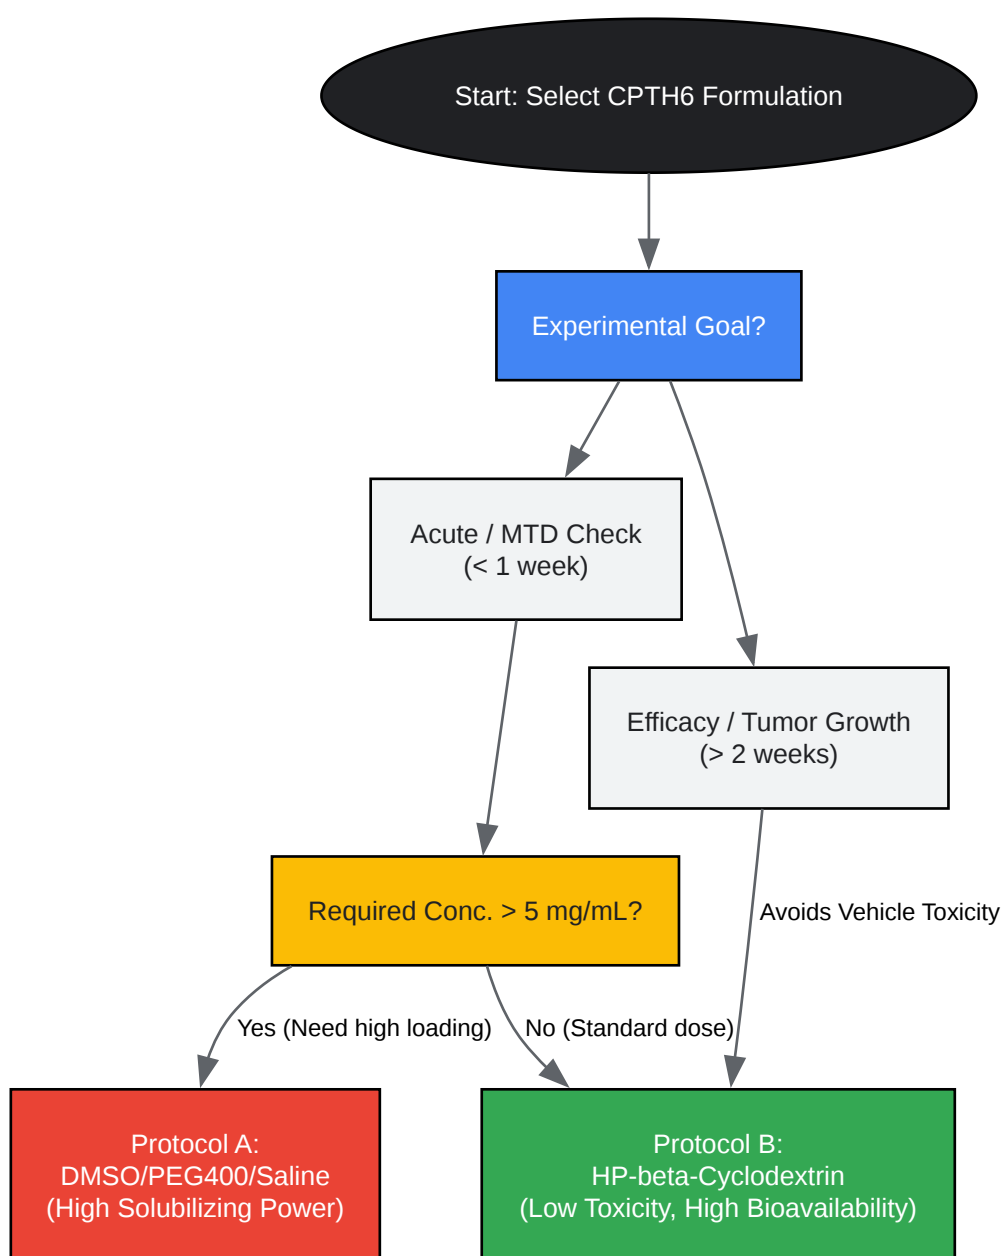 Start: Select CPTH6 Formulation
Experimental Goal?
Acute / MTD Check
(< 1 week)
Efficacy / Tumor Growth
(> 2 weeks)
Required Conc. > 5 mg/mL?
Avoids Vehicle Toxicity
Yes (Need high loading)
No (Standard dose)
Protocol A:
DMSO/PEG400/Saline
(High Solubilizing Power)
Protocol B:
HP-beta-Cyclodextrin
(Low Toxicity, High Bioavailability)